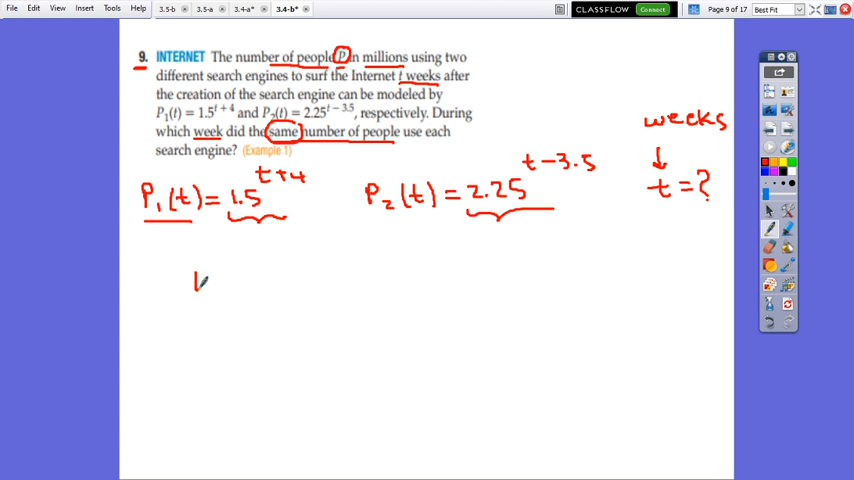 File Insert Tools Help 3.5-b 3.5-a 3.4-a* 3.4-b* CLASSFLOW Connect Page 9 of 17 Best Fit
9. INTERNET The number of people P in millions using two
different search engines to surf the Internet t weeks after
the creation of the search engine can be modeled by
P₁(t) = 1.5^(t + 4) and P₂(t) = 2.25^(t − 3.5), respectively. During
which week did the same number of people use each
search engine? (Example 1)
weeks
P₁(t) = 1.5^(t+4) P₂(t) = 2.25^(t−3.5) t = ?